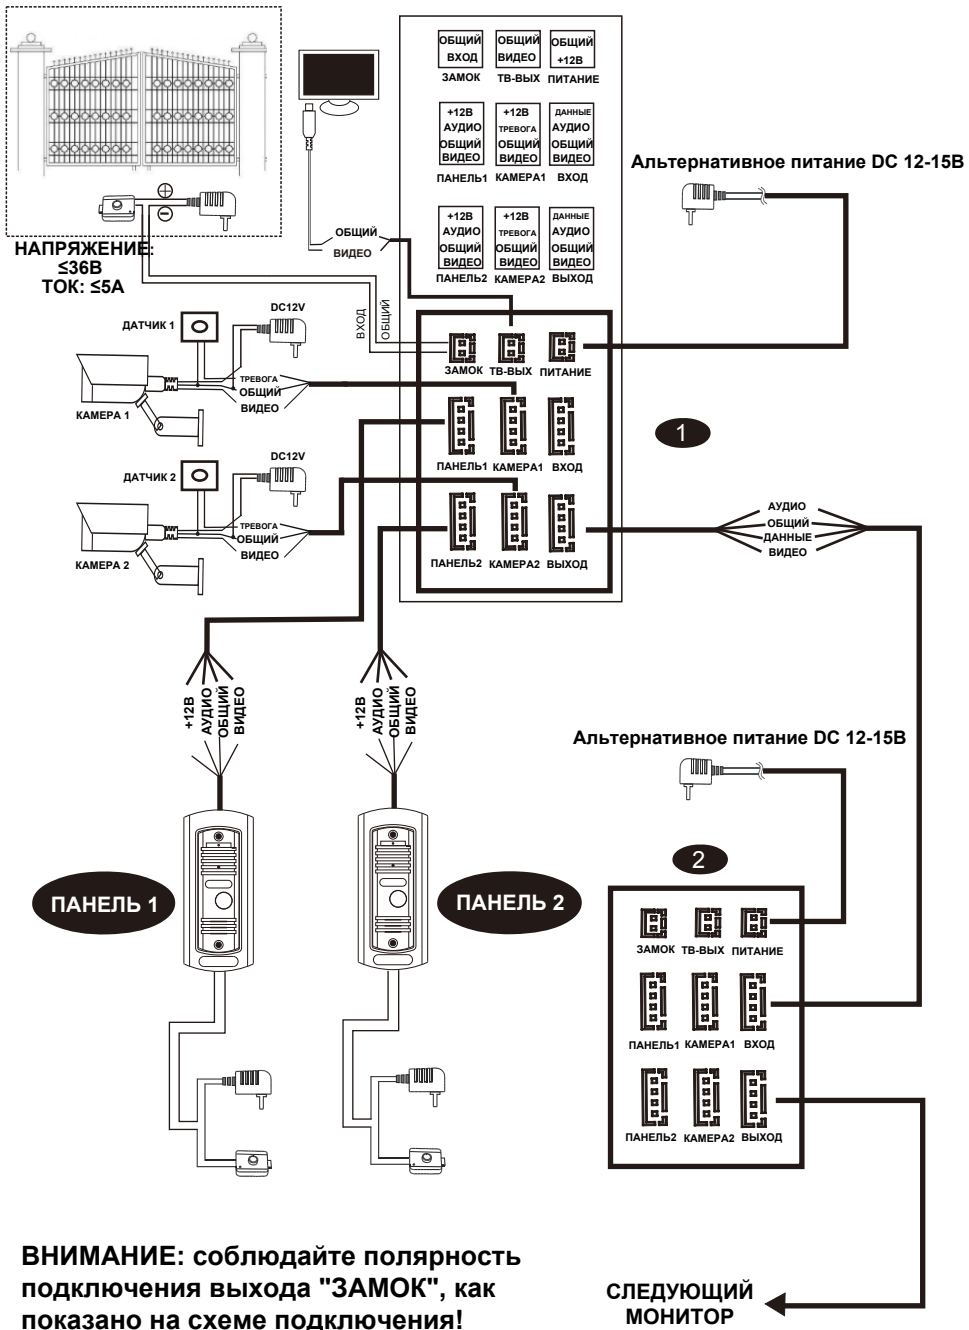 ОБЩИЙ
ВХОД
ЗАМОК
ОБЩИЙ
ВИДЕО
ТВ-ВЫХ
ОБЩИЙ
+12В
ПИТАНИЕ
+12В
АУДИО
ОБЩИЙ
ВИДЕО
ПАНЕЛЬ1
+12В
ТРЕВОГА
ОБЩИЙ
ВИДЕО
КАМЕРА1
ДАННЫЕ
АУДИО
ОБЩИЙ
ВИДЕО
ВХОД
+12В
АУДИО
ОБЩИЙ
ВИДЕО
ПАНЕЛЬ2
+12В
ТРЕВОГА
ОБЩИЙ
ВИДЕО
КАМЕРА2
ДАННЫЕ
АУДИО
ОБЩИЙ
ВИДЕО
ВЫХОД
Альтернативное питание DC 12-15В
НАПРЯЖЕНИЕ:
≤36В
ТОК: ≤5А
ОБЩИЙ
ВИДЕО
ВХОД
ОБЩИЙ
ДАТЧИК 1
DC12V
ТРЕВОГА
ОБЩИЙ
ВИДЕО
КАМЕРА 1
ДАТЧИК 2
DC12V
ТРЕВОГА
ОБЩИЙ
ВИДЕО
КАМЕРА 2
ЗАМОК ТВ-ВЫХ ПИТАНИЕ
ПАНЕЛЬ1 КАМЕРА1 ВХОД
ПАНЕЛЬ2 КАМЕРА2 ВЫХОД
1
АУДИО
ОБЩИЙ
ДАННЫЕ
ВИДЕО
+12В
АУДИО
ОБЩИЙ
ВИДЕО
+12В
АУДИО
ОБЩИЙ
ВИДЕО
Альтернативное питание DC 12-15В
2
ПАНЕЛЬ 1
ПАНЕЛЬ 2
ЗАМОК ТВ-ВЫХ ПИТАНИЕ
ПАНЕЛЬ1 КАМЕРА1 ВХОД
ПАНЕЛЬ2 КАМЕРА2 ВЫХОД
ВНИМАНИЕ: соблюдайте полярность
подключения выхода "ЗАМОК", как
показано на схеме подключения!
СЛЕДУЮЩИЙ
МОНИТОР